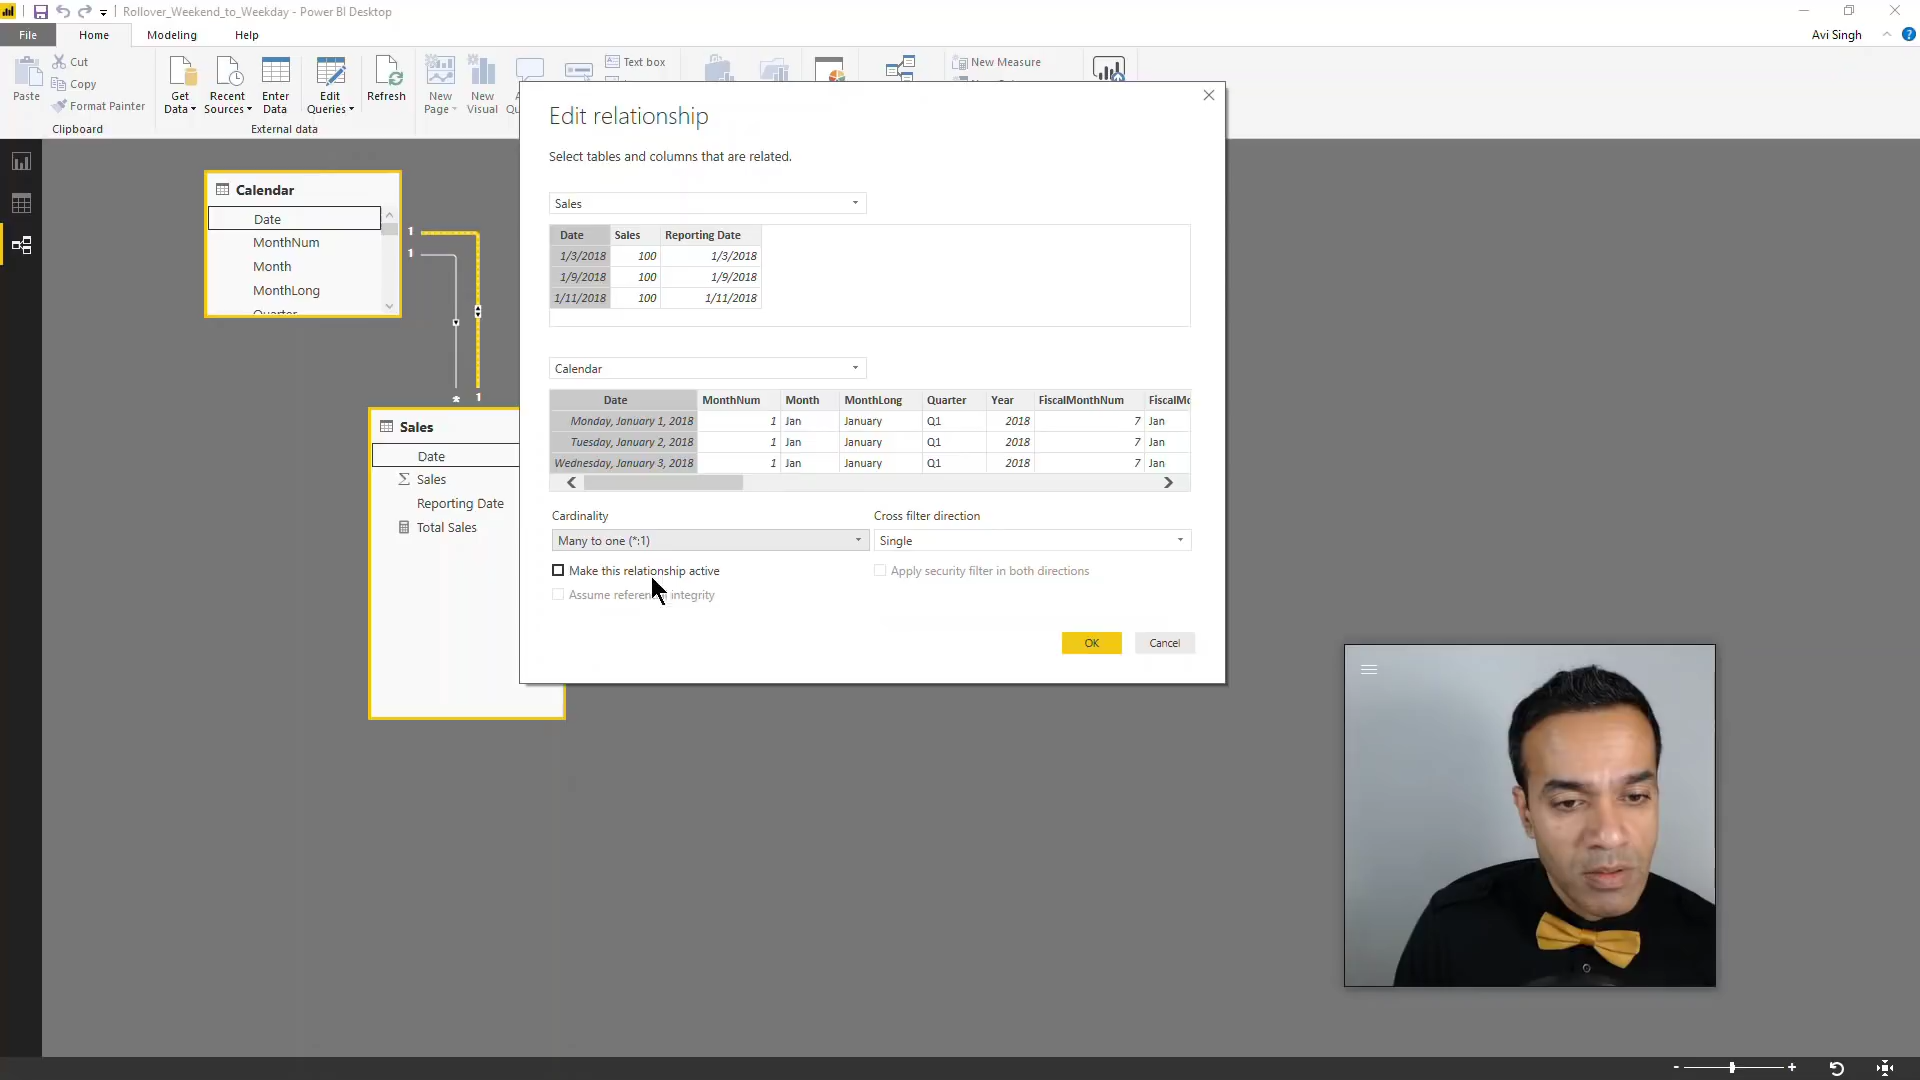 Rollover_Weekend_to_Weekday - Power BI Desktop
File Home Modeling Help Avi Singh
Paste
Cut
Copy
Format Painter
Clipboard
Get Data
Recent Sources
Enter Data
Edit Queries
External data
Refresh
New Page
New Visual
Text box
New Measure
Edit relationship
Select tables and columns that are related.
Sales
Date Sales Reporting Date
1/3/2018 100 1/3/2018
1/9/2018 100 1/9/2018
1/11/2018 100 1/11/2018
Calendar
Date MonthNum Month MonthLong Quarter Year FiscalMonthNum FiscalMo
Monday, January 1, 2018 1 Jan January Q1 2018 7 Jan
Tuesday, January 2, 2018 1 Jan January Q1 2018 7 Jan
Wednesday, January 3, 2018 1 Jan January Q1 2018 7 Jan
Cardinality Cross filter direction
Many to one (*:1) Single
Make this relationship active Apply security filter in both directions
Assume referen integrity
OK Cancel
Calendar
Date
MonthNum
Month
MonthLong
Quarter
1
1
* 1
Sales
Date
Sales
Reporting Date
Total Sales